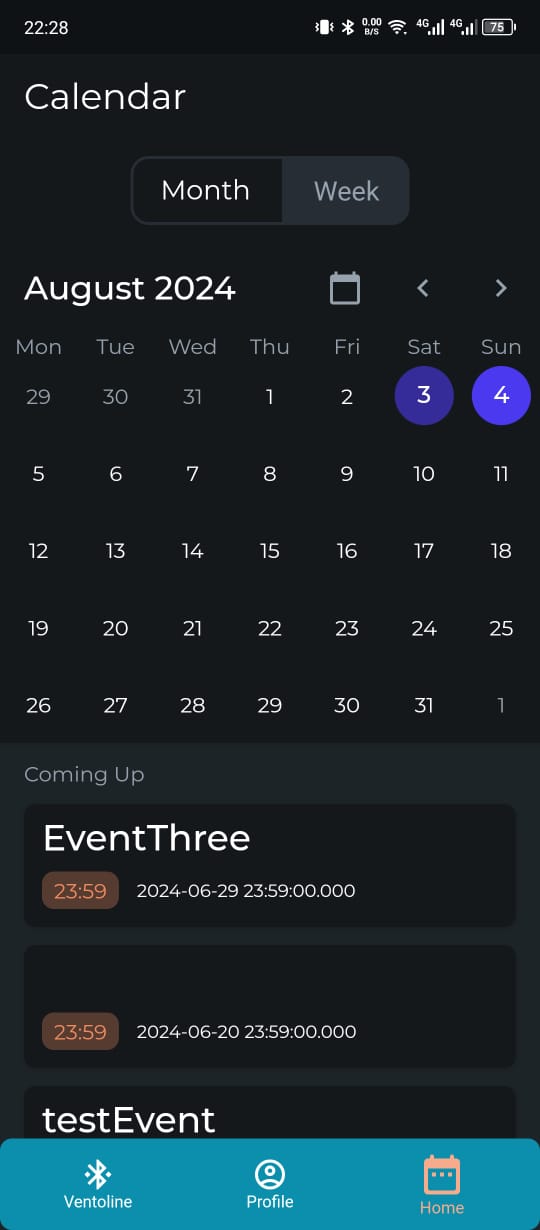 22:28 0.00 B/S 4G 4G 75
Calendar
Month Week
August 2024
Mon Tue Wed Thu Fri Sat Sun
29 30 31 1 2 3 4
5 6 7 8 9 10 11
12 13 14 15 16 17 18
19 20 21 22 23 24 25
26 27 28 29 30 31 1
Coming Up
EventThree
23:59 2024-06-29 23:59:00.000
23:59 2024-06-20 23:59:00.000
testEvent
Ventoline Profile Home